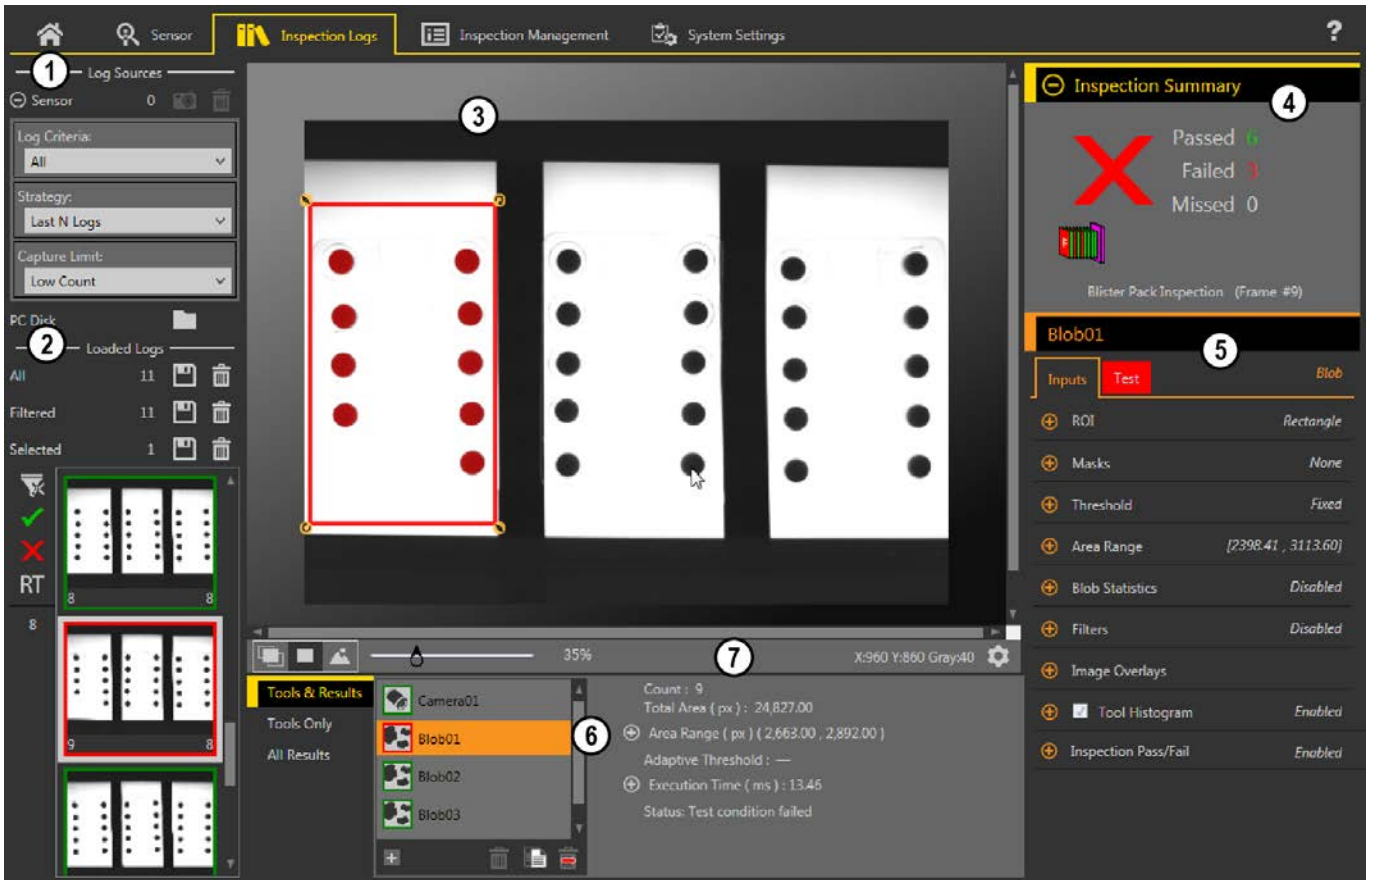 Sensor
Inspection Logs
Inspection Management
System Settings
?
1
Log Sources
Sensor 0
Log Criteria:
All
Strategy:
Last N Logs
Capture Limit:
Low Count
PC Disk
2
Loaded Logs
All 11
Filtered 11
Selected 1
RT
8
8 8
9 8
3
35%
7
X:960 Y:860 Gray:40
Tools & Results
Tools Only
All Results
Camera01
Blob01
Blob02
Blob03
6
Count : 9
Total Area ( px ) : 24,827.00
Area Range ( px ) ( 2,663.00 , 2,892.00 )
Adaptive Threshold : —
Execution Time ( ms ) : 13.46
Status: Test condition failed
Inspection Summary
4
Passed 6
Failed 3
Missed 0
F
Blister Pack Inspection (Frame #9)
Blob01
5
Inputs Test Blob
ROI Rectangle
Masks None
Threshold Fixed
Area Range [2398.41 , 3113.60]
Blob Statistics Disabled
Filters Disabled
Image Overlays
Tool Histogram Enabled
Inspection Pass/Fail Enabled